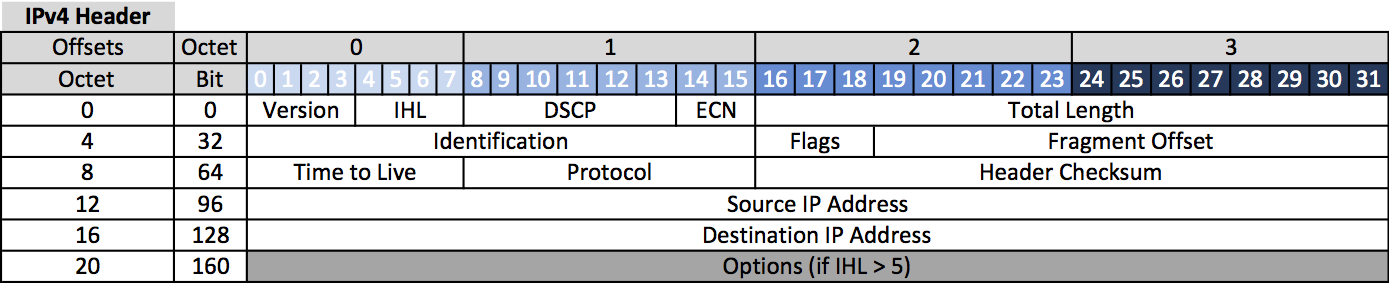 IPv4 Header
Offsets Octet 0 1 2 3
Octet Bit 0 1 2 3 4 5 6 7 8 9 10 11 12 13 14 15 16 17 18 19 20 21 22 23 24 25 26 27 28 29 30 31
0 0 Version IHL DSCP ECN Total Length
4 32 Identification Flags Fragment Offset
8 64 Time to Live Protocol Header Checksum
12 96 Source IP Address
16 128 Destination IP Address
20 160 Options (if IHL > 5)